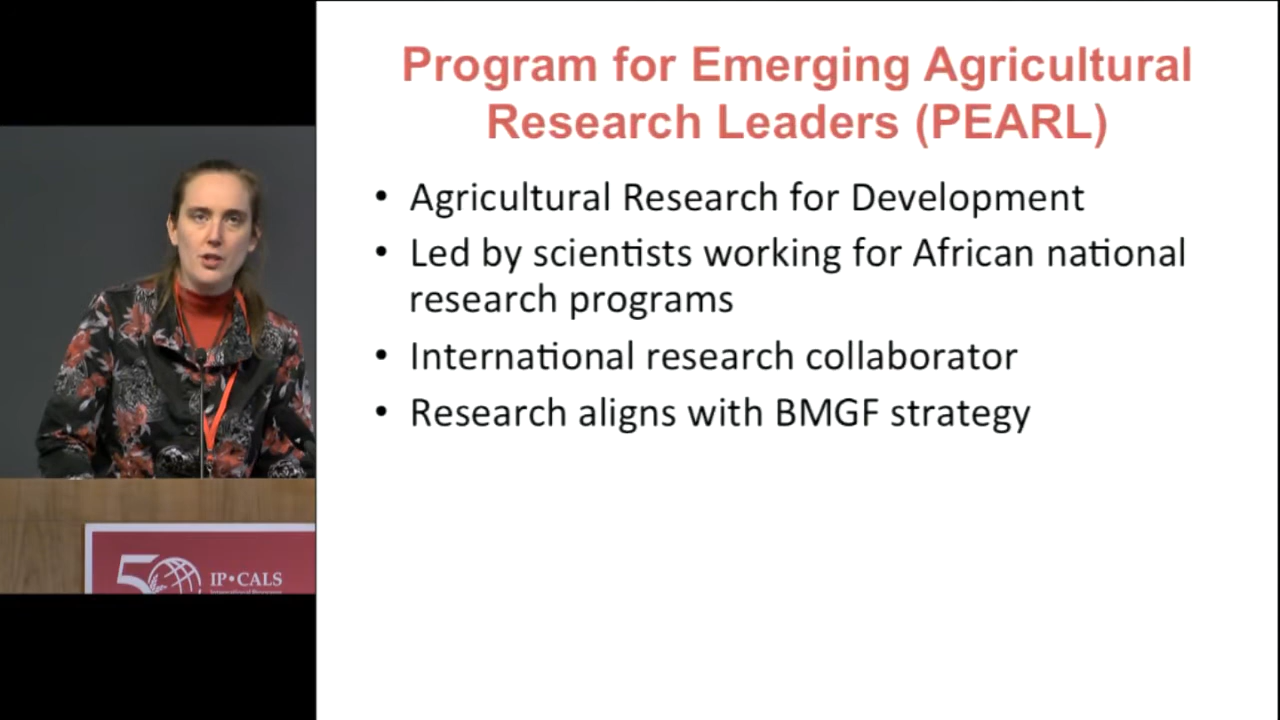 Program for Emerging Agricultural
Research Leaders (PEARL)
• Agricultural Research for Development
• Led by scientists working for African national
research programs
• International research collaborator
• Research aligns with BMGF strategy
50 IP•CALS